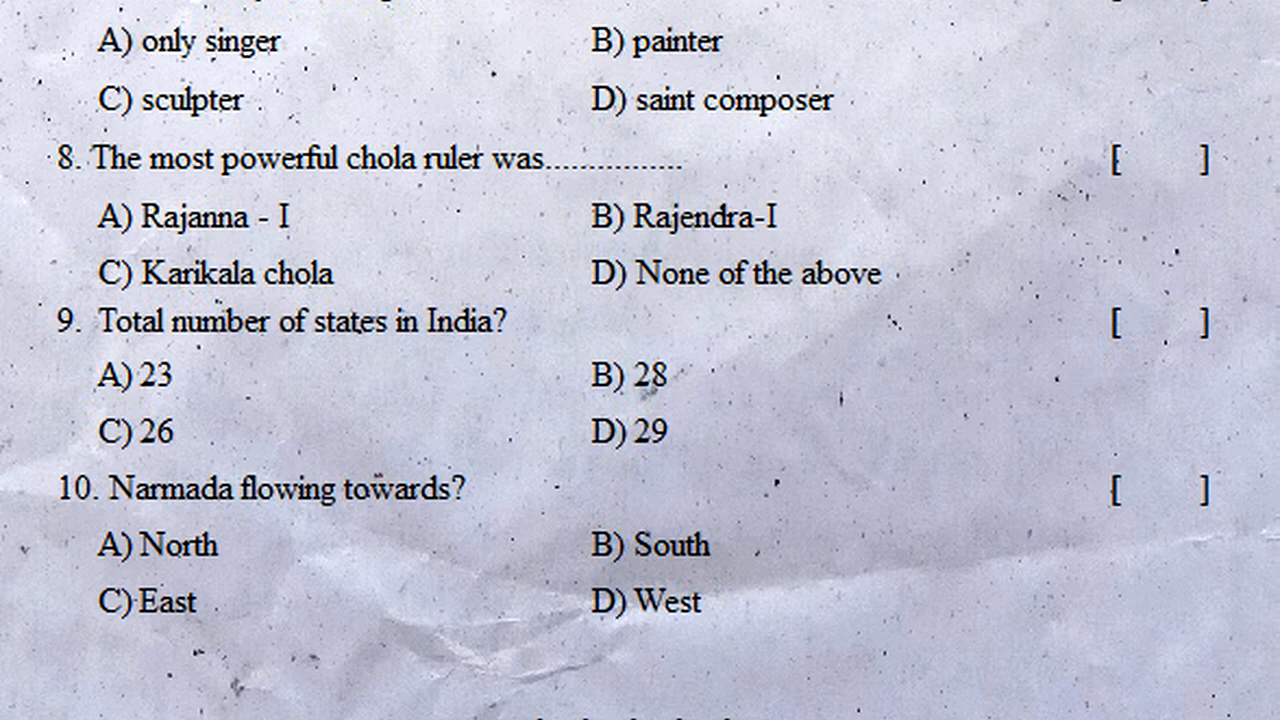 A) only singer B) painter
C) sculpter D) saint composer
8. The most powerful chola ruler was................ [ ]
A) Rajanna - I B) Rajendra-I
C) Karikala chola D) None of the above
9. Total number of states in India? [ ]
A) 23 B) 28
C) 26 D) 29
10. Narmada flowing towards? [ ]
A) North B) South
C) East D) West